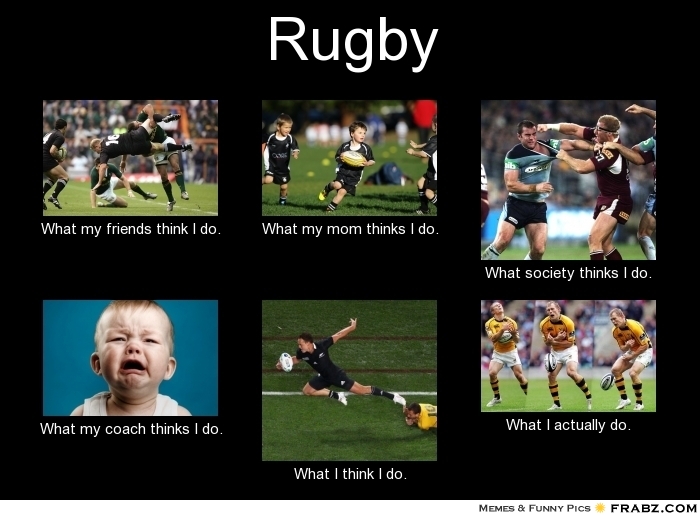 Rugby
What my friends think I do.
What my mom thinks I do.
What society thinks I do.
What my coach thinks I do.
What I think I do.
What I actually do.
MEMES & FUNNY PICS FRABZ.COM